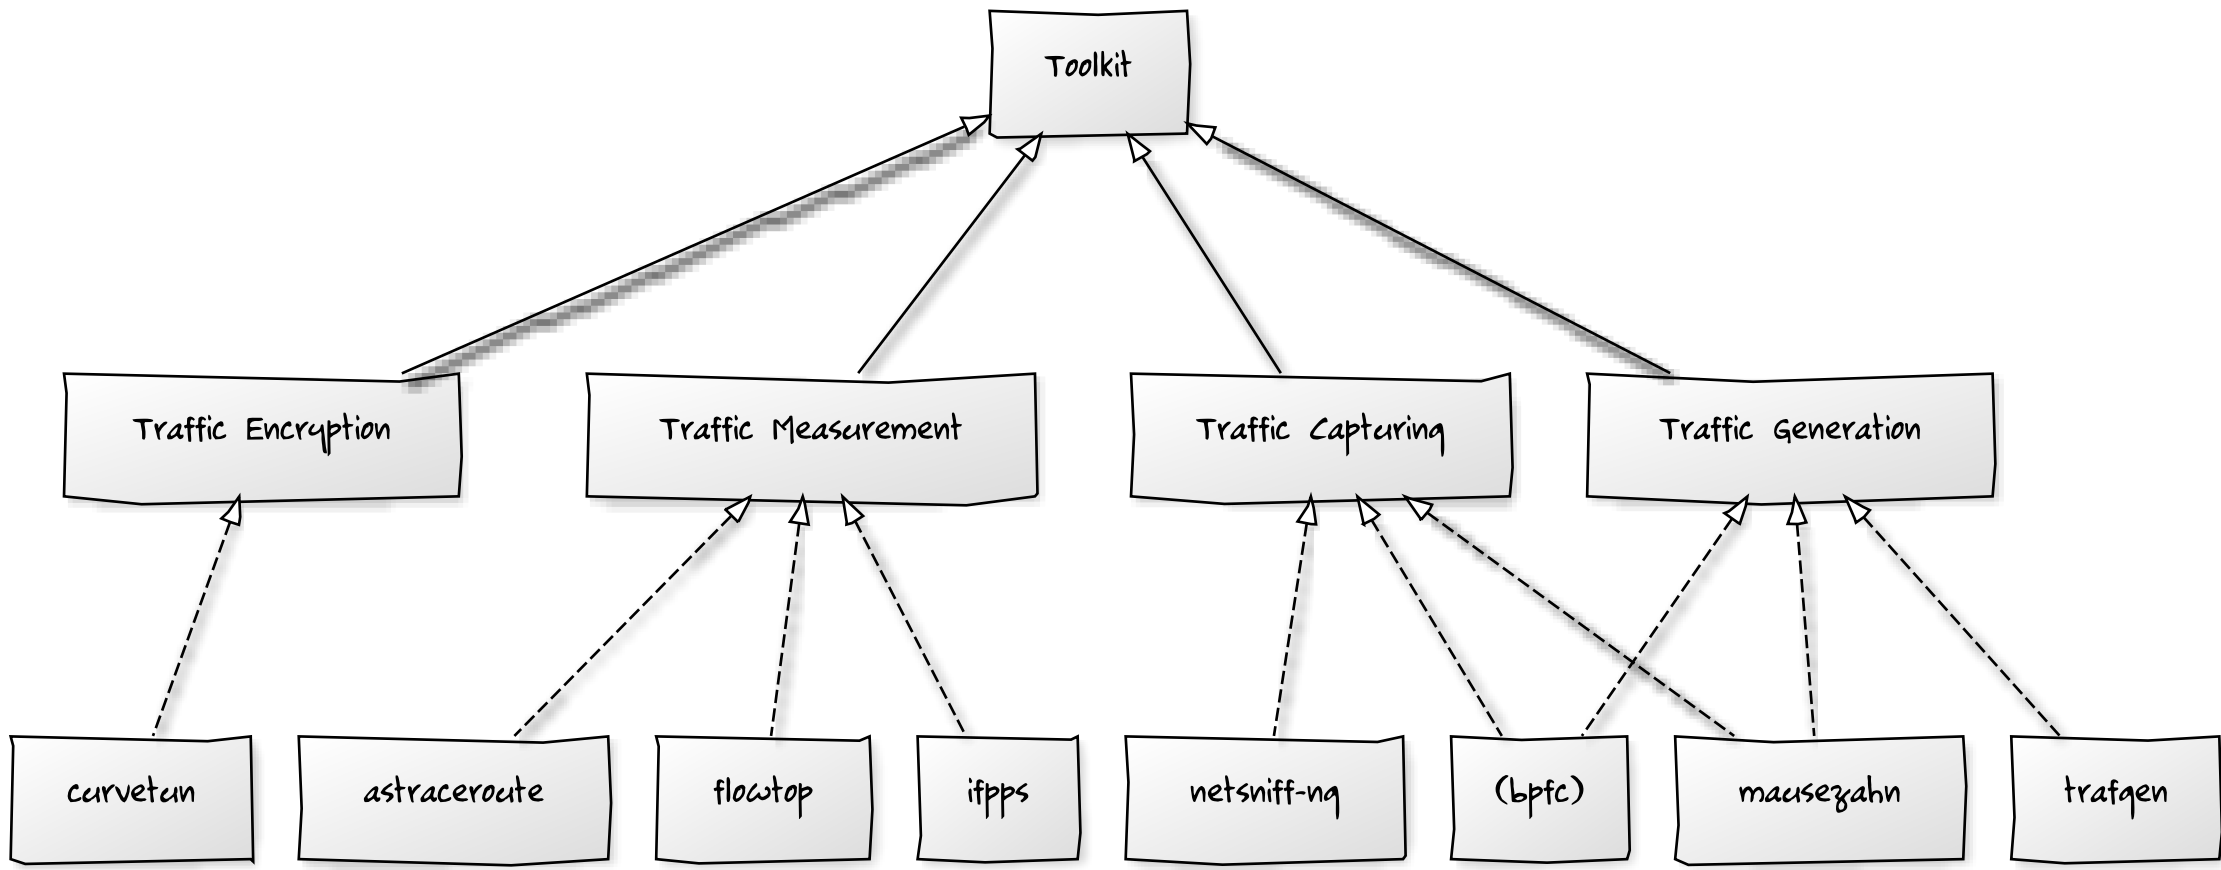 Toolkit
Traffic Encryption
Traffic Measurement
Traffic Capturing
Traffic Generation
curvetun
astraceroute
flowtop
ifpps
netsniff-ng
(bpfc)
mausezahn
trafgen